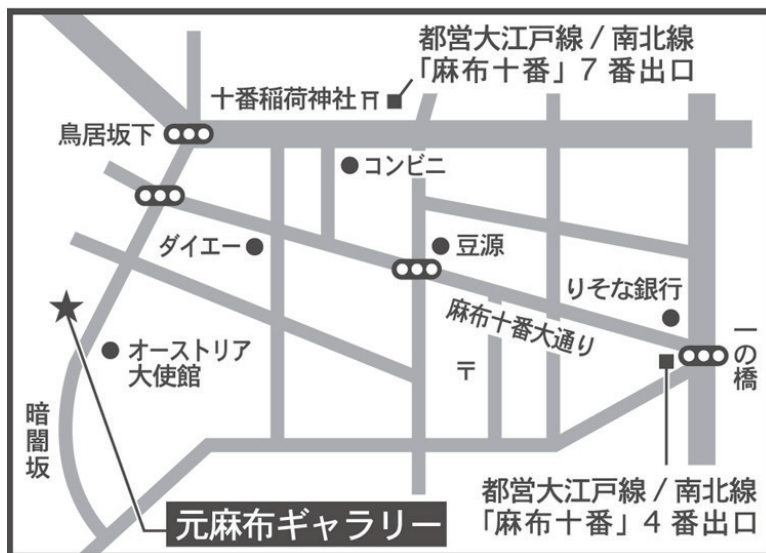 都営大江戸線 / 南北線
「麻布十番」7番出口
十番稲荷神社
鳥居坂下
コンビニ
ダイエー
豆源
りそな銀行
麻布十番大通り
一の橋
オーストリア
大使館
〒
暗闇坂
都営大江戸線 / 南北線
「麻布十番」4番出口
元麻布ギャラリー